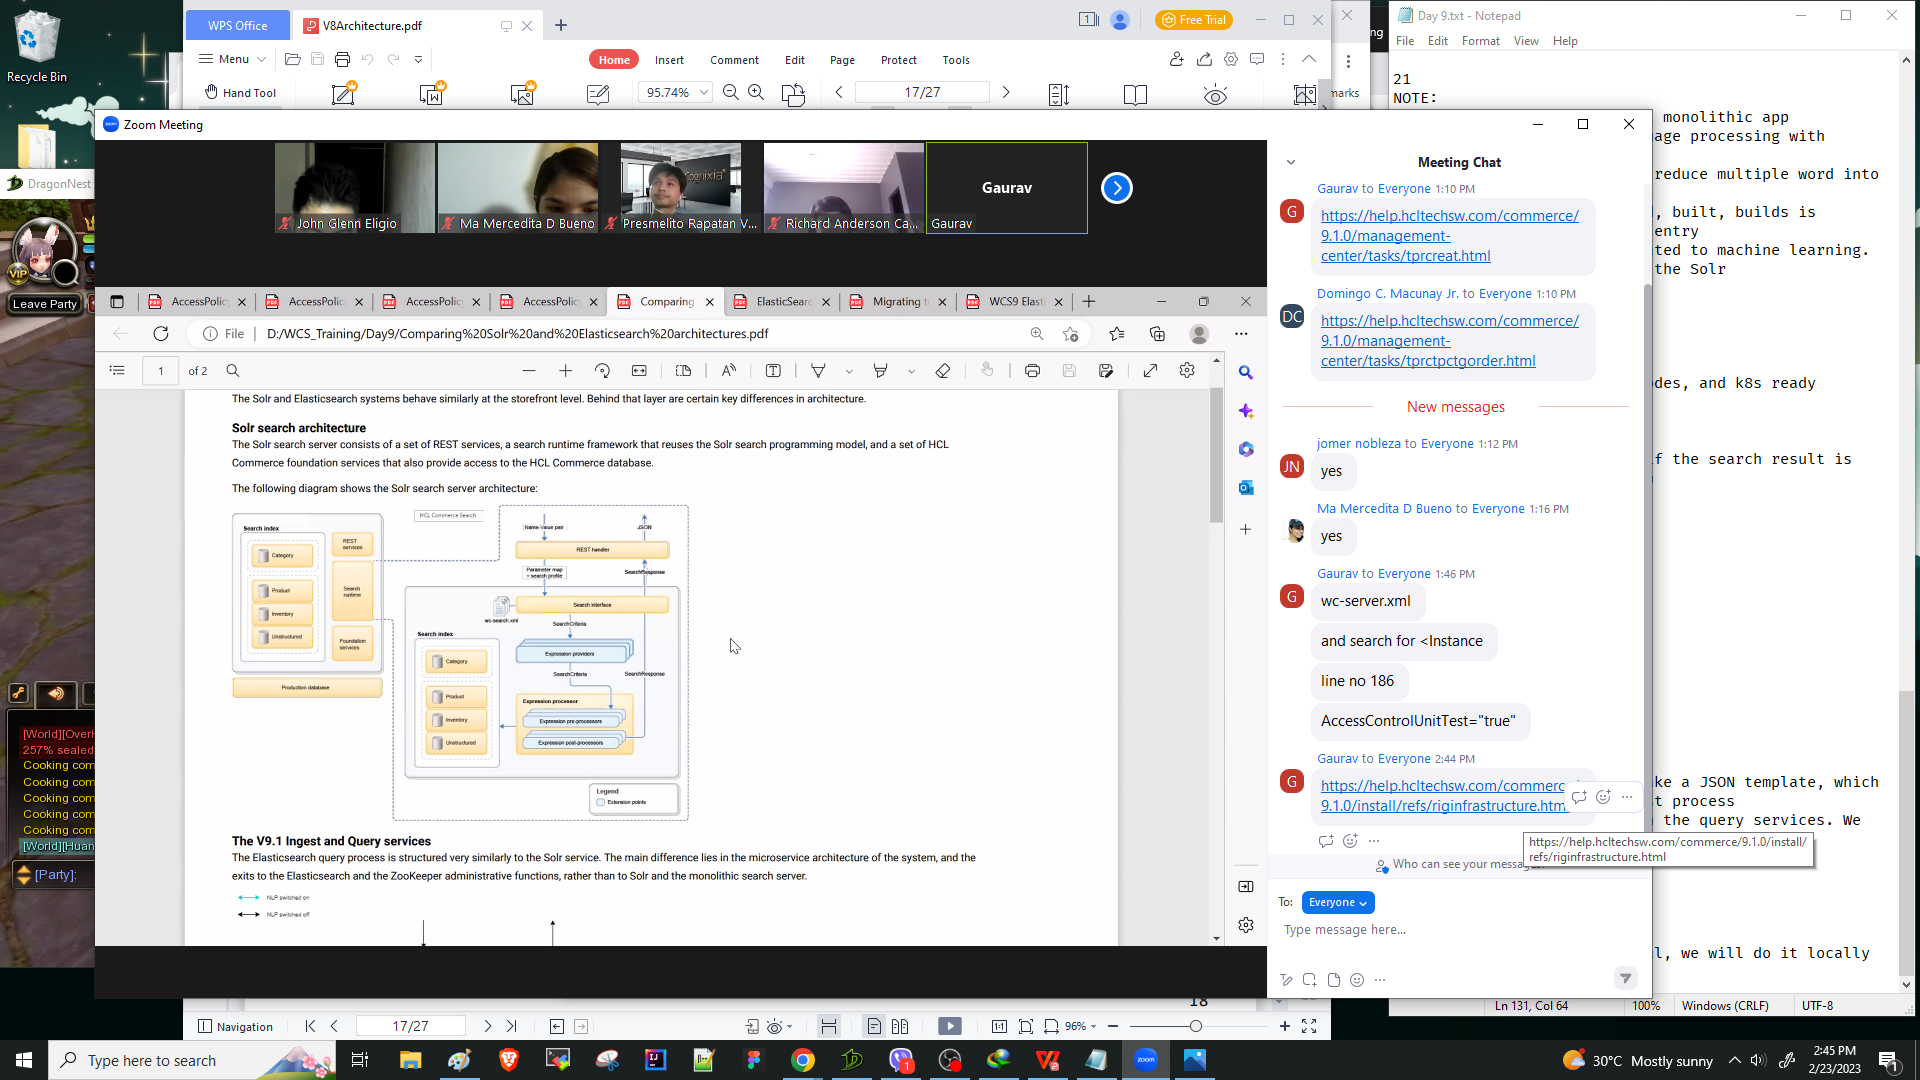 Recycle Bin
WPS Office
V8Architecture.pdf
Free Trial
Menu
Home
Insert
Comment
Edit
Page
Protect
Tools
Hand Tool
95.74%
17/27
marks
Day 9.txt - Notepad
File
Edit
Format
View
Help
21
NOTE:
monolithic app
age processing with
reduce multiple word into
, built, builds is
entry
ted to machine learning.
the Solr
odes, and k8s ready
f the search result is
ke a JSON template, which
st process
the query services. We
l, we will do it locally
Ln 131, Col 64
100%
Windows (CRLF)
UTF-8
DragonNest
VIP
Leave Party
[World][Over
257% sealed
Cooking com
Cooking com
Cooking com
Cooking com
Cooking com
[World][Huan
[Party]:
Zoom Meeting
Cognixia
John Glenn Eligio
Ma Mercedita D Bueno
Presmelito Rapatan V...
Richard Anderson Ca...
Gaurav
Gaurav
AccessPolicy
AccessPolic
AccessPolic
AccessPolic
Comparing
ElasticSear
Migrating t
WCS9 Elasti
File
D:/WCS_Training/Day9/Comparing%20Solr%20and%20Elasticsearch%20architectures.pdf
1
of 2
The Solr and Elasticsearch systems behave similarly at the storefront level. Behind that layer are certain key differences in architecture.
Solr search architecture
The Solr search server consists of a set of REST services, a search runtime framework that reuses the Solr search programming model, and a set of HCL
Commerce foundation services that also provide access to the HCL Commerce database.
The following diagram shows the Solr search server architecture:
HCL Commerce Search
Search index
Category
Product
Inventory
Unstructured
REST services
Search runtime
Foundation services
Production database
Name-Value pair
JSON
REST handler
Parameter map + search profile
SearchResponse
Search interface
wc-search.xml
SearchCriteria
Search index
Category
Product
Inventory
Unstructured
Expression providers
SearchCriteria
SearchResponse
Expression processor
Expression pre-processors
Expression post-processors
Legend
Extension points
The V9.1 Ingest and Query services
The Elasticsearch query process is structured very similarly to the Solr service. The main difference lies in the microservice architecture of the system, and the
exits to the Elasticsearch and the ZooKeeper administrative functions, rather than to Solr and the monolithic search server.
NLP switched on
NLP switched off
Meeting Chat
Gaurav to Everyone 1:10 PM
G
https://help.hcltechsw.com/commerce/
9.1.0/management-
center/tasks/tprcreat.html
Domingo C. Macunay Jr. to Everyone 1:10 PM
DC
https://help.hcltechsw.com/commerce/
9.1.0/management-
center/tasks/tprctpctgorder.html
New messages
jomer nobleza to Everyone 1:12 PM
JN
yes
Ma Mercedita D Bueno to Everyone 1:16 PM
yes
Gaurav to Everyone 1:46 PM
G
wc-server.xml
and search for <Instance
line no 186
AccessControlUnitTest="true"
Gaurav to Everyone 2:44 PM
G
https://help.hcltechsw.com/commerce
9.1.0/install/refs/riginfrastructure.htm
https://help.hcltechsw.com/commerce/9.1.0/install/
refs/riginfrastructure.html
Who can see your messag
To:
Everyone
Type message here...
18
Navigation
17/27
96%
Type here to search
1
zoom
30°C Mostly sunny
2:45 PM
2/23/2023
1